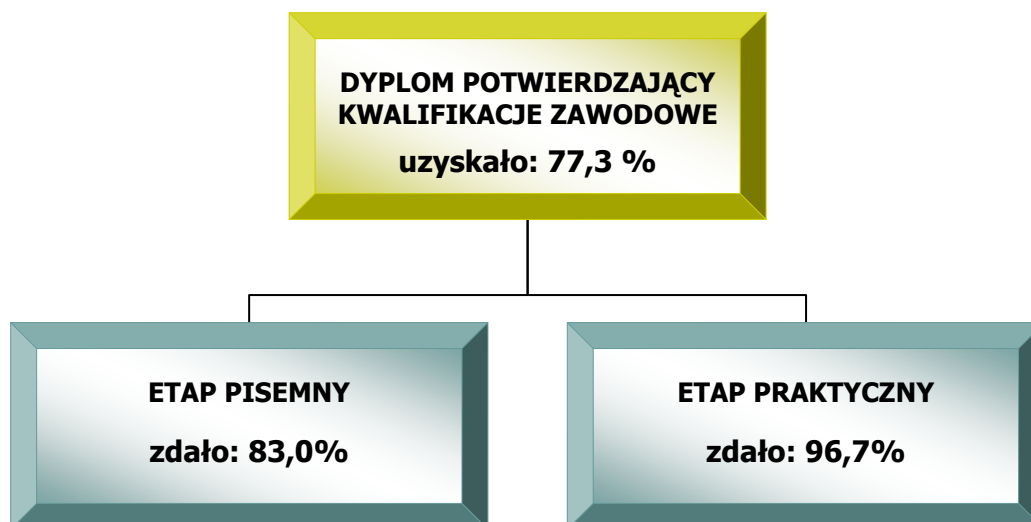 DYPLOM POTWIERDZAJĄCY
KWALIFIKACJE ZAWODOWE
uzyskało: 77,3 %
ETAP PISEMNY
zdało: 83,0%
ETAP PRAKTYCZNY
zdało: 96,7%